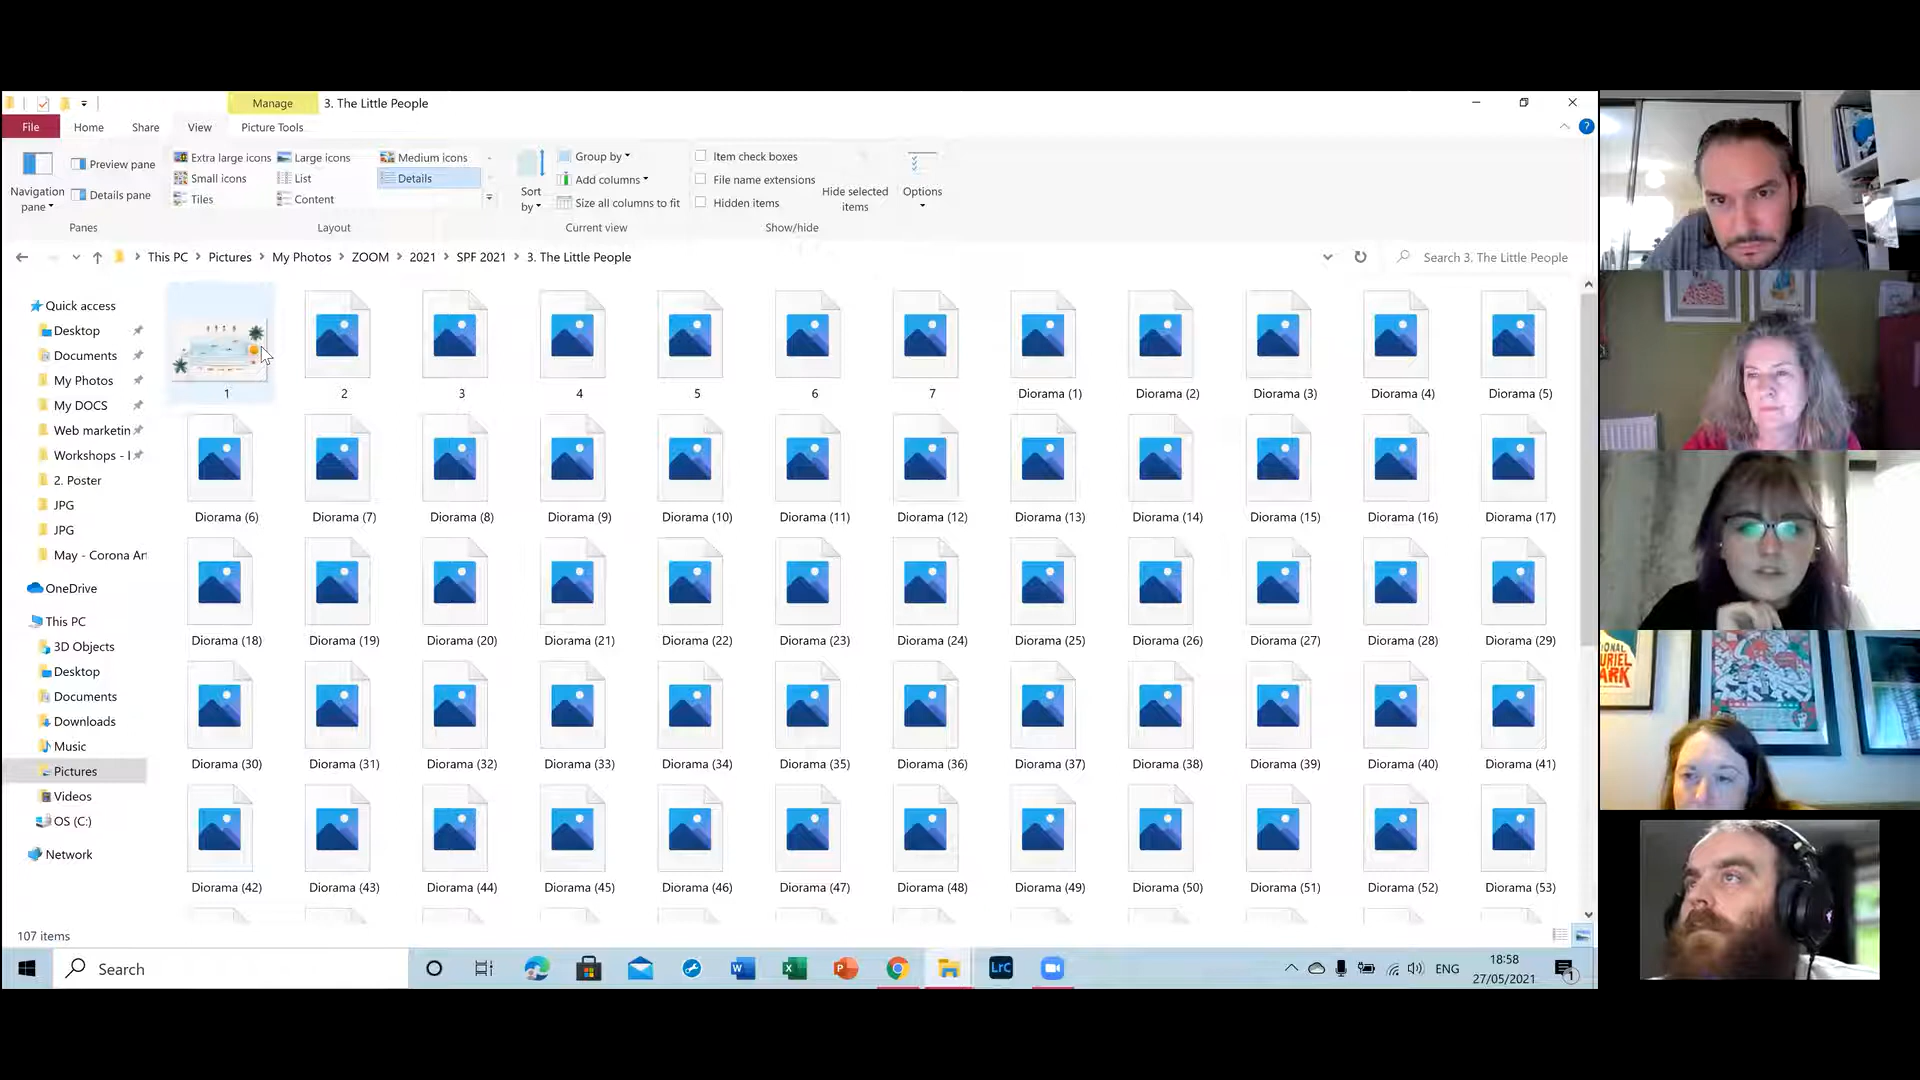 Manage
3. The Little People
File
Home
Share
View
Picture Tools
Navigation pane
Preview pane
Details pane
Panes
Extra large icons
Large icons
Medium icons
Small icons
List
Details
Tiles
Content
Layout
Sort by
Group by
Add columns
Size all columns to fit
Current view
Item check boxes
File name extensions
Hidden items
Hide selected items
Show/hide
Options
This PC
Pictures
My Photos
ZOOM
2021
SPF 2021
3. The Little People
Search 3. The Little People
Quick access
Desktop
Documents
My Photos
My DOCS
Web marketin
Workshops - I
2. Poster
JPG
JPG
May - Corona Art
OneDrive
This PC
3D Objects
Desktop
Documents
Downloads
Music
Pictures
Videos
OS (C:)
Network
1 2 3 4 5 6 7 Diorama (1) Diorama (2) Diorama (3) Diorama (4) Diorama (5)
Diorama (6) Diorama (7) Diorama (8) Diorama (9) Diorama (10) Diorama (11) Diorama (12) Diorama (13) Diorama (14) Diorama (15) Diorama (16) Diorama (17)
Diorama (18) Diorama (19) Diorama (20) Diorama (21) Diorama (22) Diorama (23) Diorama (24) Diorama (25) Diorama (26) Diorama (27) Diorama (28) Diorama (29)
Diorama (30) Diorama (31) Diorama (32) Diorama (33) Diorama (34) Diorama (35) Diorama (36) Diorama (37) Diorama (38) Diorama (39) Diorama (40) Diorama (41)
Diorama (42) Diorama (43) Diorama (44) Diorama (45) Diorama (46) Diorama (47) Diorama (48) Diorama (49) Diorama (50) Diorama (51) Diorama (52) Diorama (53)
107 items
Search
LrC
ENG
18:58
27/05/2021
1
IONAL
URIEL
ARK